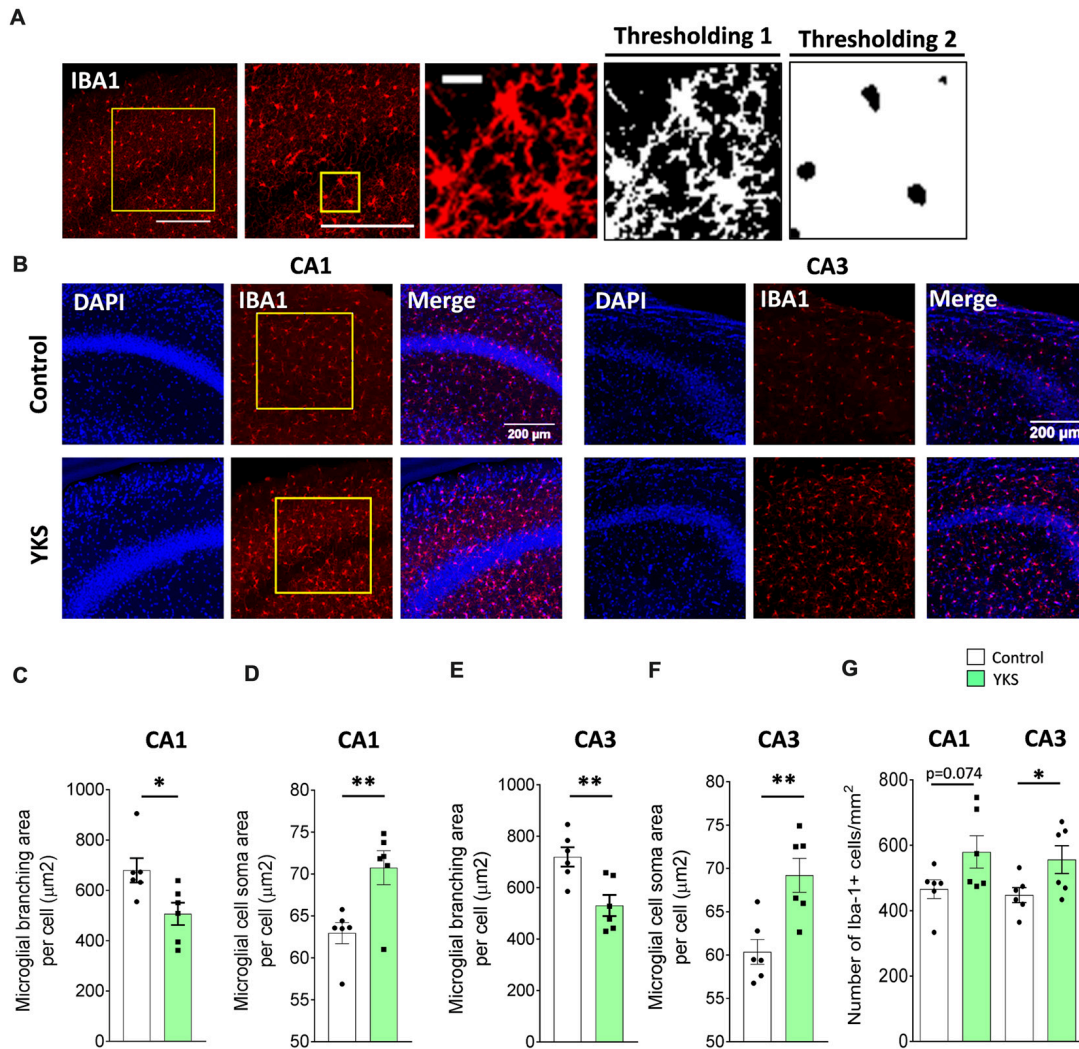 A
IBA1
Thresholding 1
Thresholding 2
B
CA1
CA3
Control
DAPI
IBA1
Merge
200 µm
DAPI
IBA1
Merge
200 µm
YKS
Control
YKS
C
CA1
*
Microglial branching area
per cell (µm2)
1000
800
600
400
200
0
D
CA1
**
Microglial cell soma area
per cell (µm2)
80
75
70
65
60
55
50
E
CA3
**
Microglial branching area
per cell (µm2)
1000
800
600
400
200
0
F
CA3
**
Microglial cell soma area
per cell (µm2)
80
75
70
65
60
55
50
G
CA1
CA3
p=0.074
*
Number of Iba-1+ cells/mm²
800
600
400
200
0